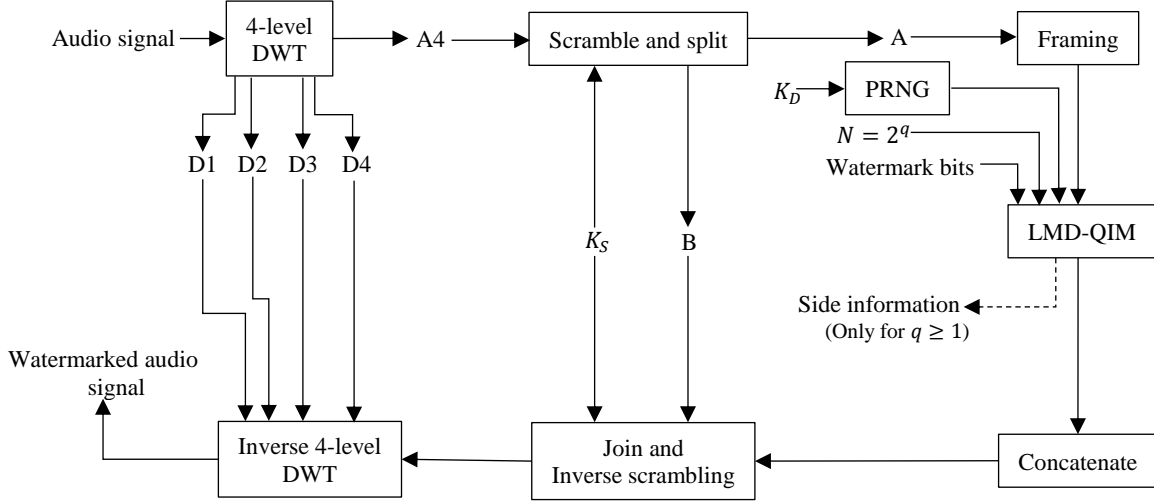 Audio signal
4-level
DWT
A4
Scramble and split
A
Framing
K_D
PRNG
N = 2^q
Watermark bits
D1
D2
D3
D4
K_S
B
LMD-QIM
Side information
(Only for q ≥ 1)
Watermarked audio
signal
Inverse 4-level
DWT
Join and
Inverse scrambling
Concatenate